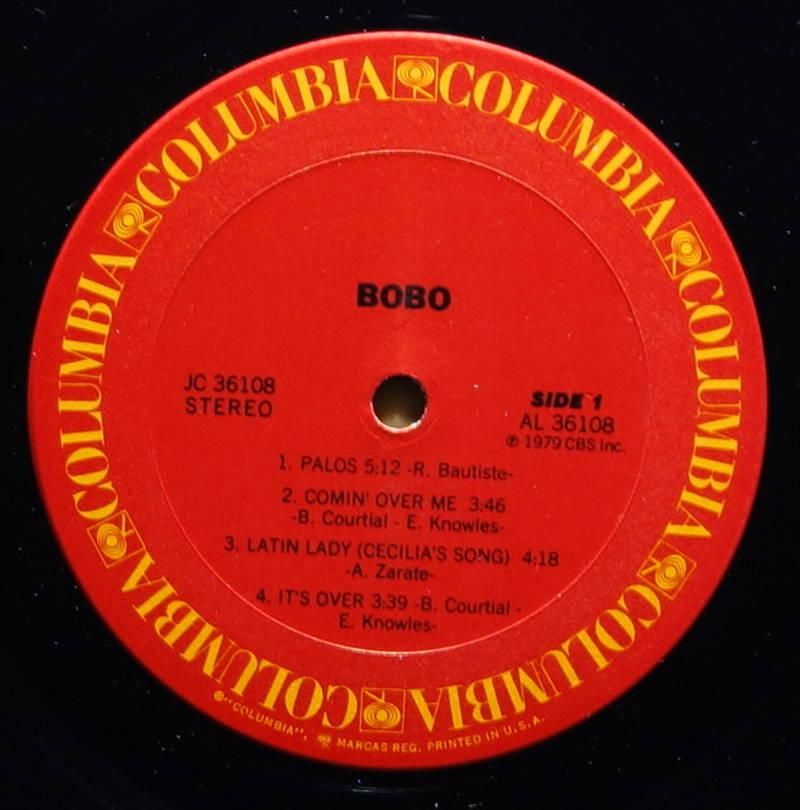 COLUMBIA COLUMBIA COLUMBIA COLUMBIA COLUMBIA COLUMBIA COLUMBIA COLUMBIA
BOBO
JC 36108
STEREO
SIDE 1
AL 36108
℗ 1979 CBS Inc.
1. PALOS 5:12 -R. Bautiste-
2. COMIN' OVER ME 3:46
-B. Courtial - E. Knowles-
3. LATIN LADY (CECILIA'S SONG) 4:18
-A. Zarate-
4. IT'S OVER 3:39 -B. Courtial -
E. Knowles-
®"COLUMBIA", MARCAS REG. PRINTED IN U.S.A.